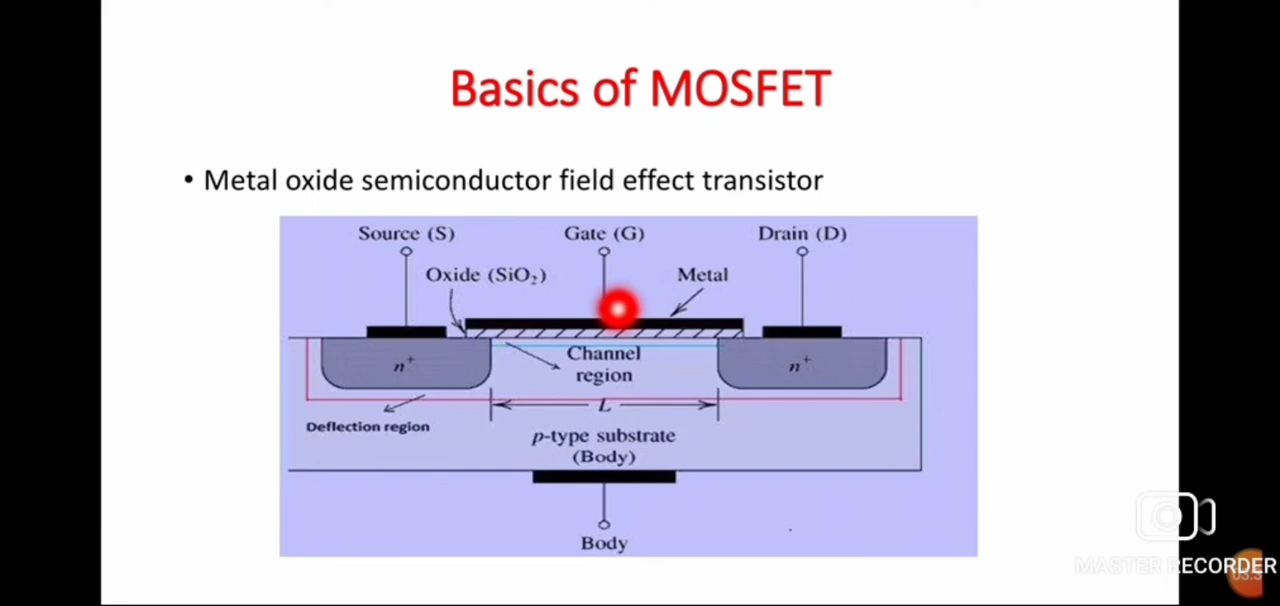 Basics of MOSFET
• Metal oxide semiconductor field effect transistor
Source (S)
Gate (G)
Drain (D)
Oxide (SiO₂)
Metal
n⁺
Channel
region
n⁺
L
Deflection region
p-type substrate
(Body)
Body
MASTER RECORDER